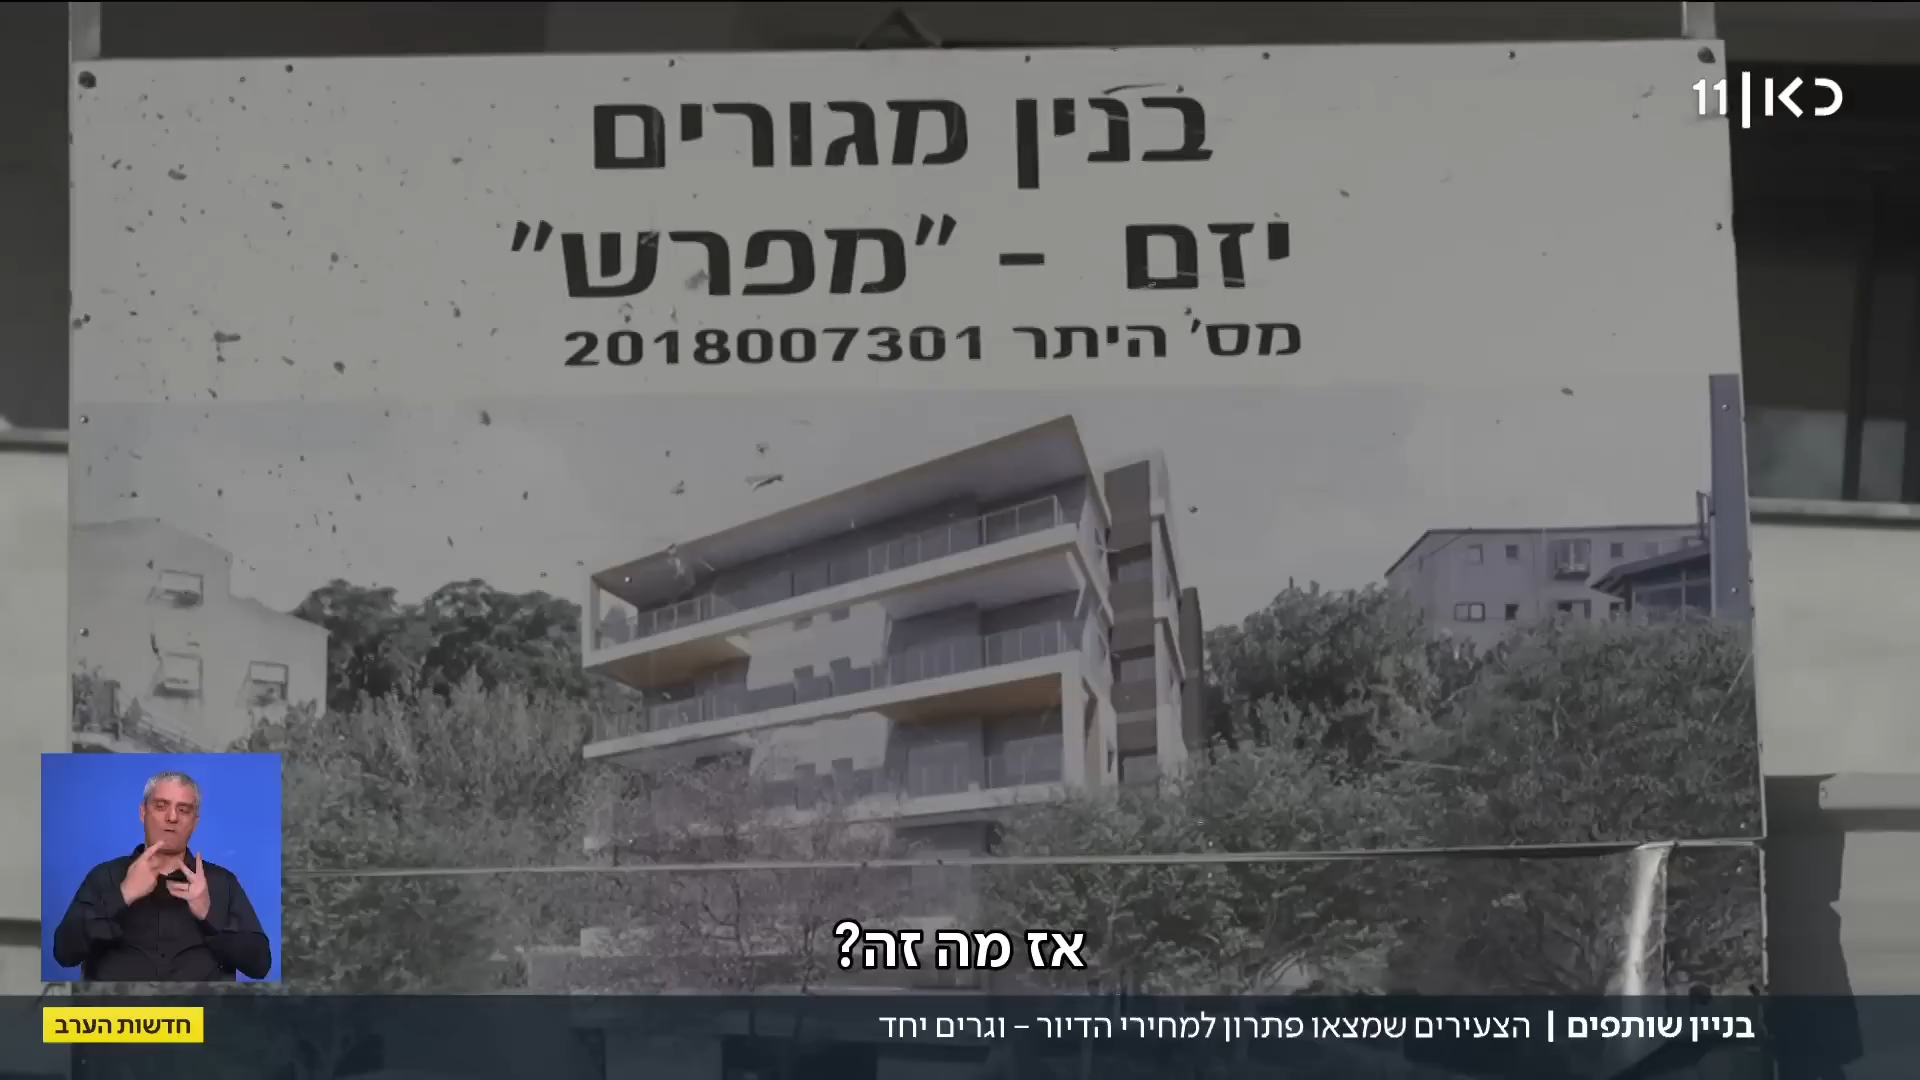 בנין מגורים
יזם - "מפרש"
מס' היתר 2018007301
כאן 11
אז מה זה?
בניין שותפים | הצעירים שמצאו פתרון למחירי הדיור – וגרים יחד
חדשות הערב